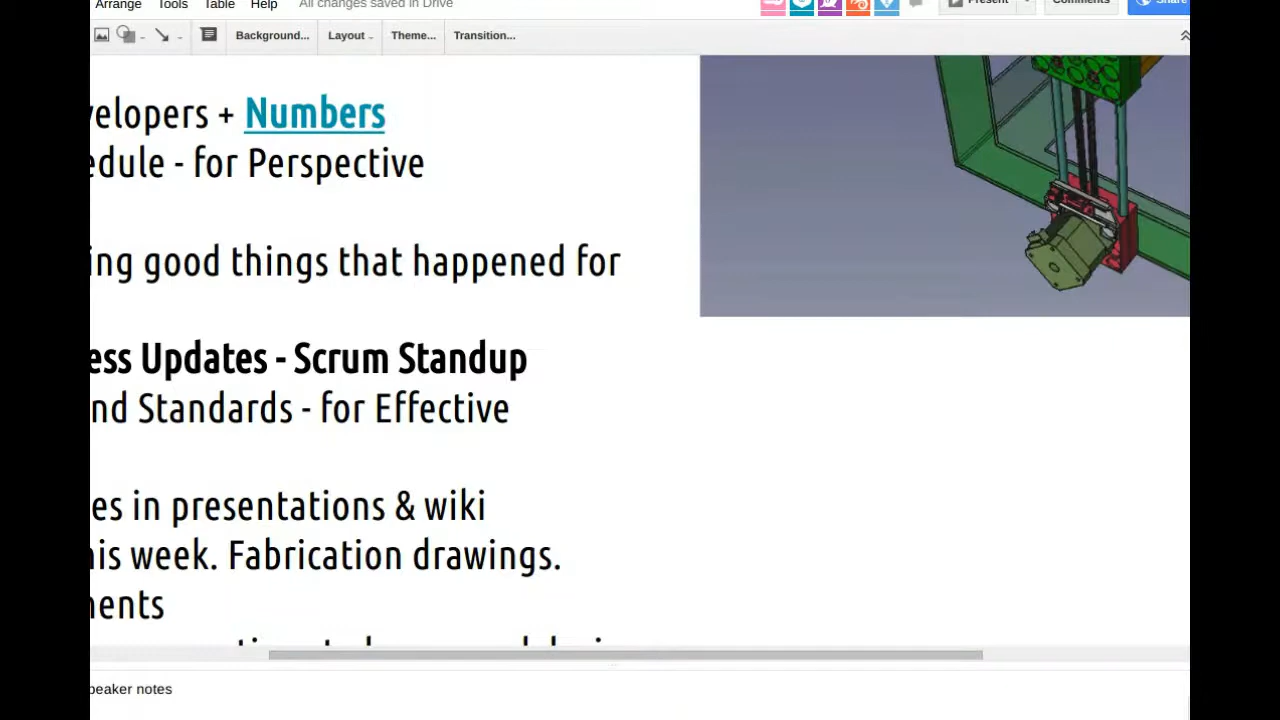 Arrange Tools Table Help All changes saved in Drive Present Comments Share
Background... Layout Theme... Transition...
velopers + Numbers
edule - for Perspective
ing good things that happened for
ess Updates - Scrum Standup
nd Standards - for Effective
es in presentations & wiki
his week. Fabrication drawings.
nents
peaker notes